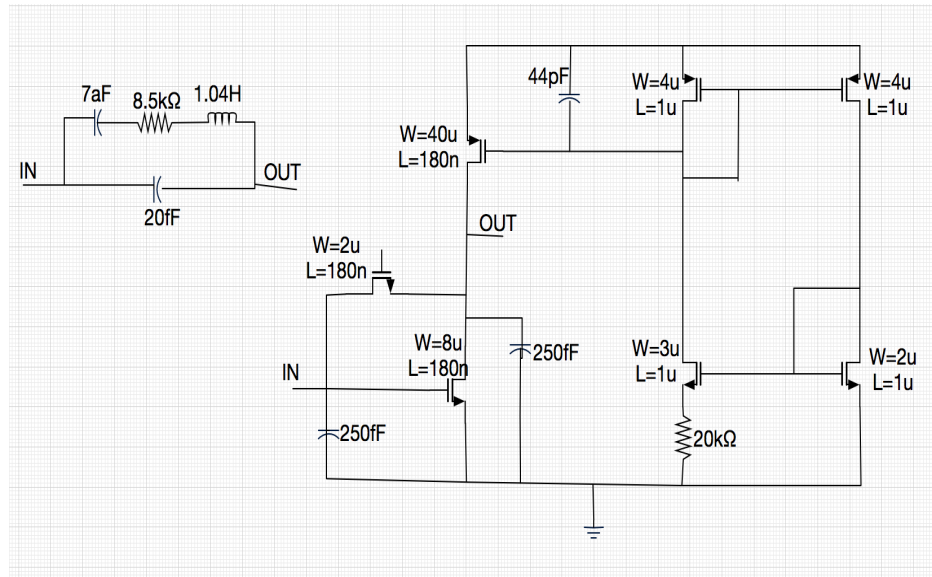 7aF
8.5kΩ
1.04H
IN
OUT
20fF
44pF
W=4u
L=1u
W=4u
L=1u
W=40u
L=180n
OUT
W=2u
L=180n
W=8u
L=180n
250fF
IN
250fF
W=3u
L=1u
W=2u
L=1u
20kΩ